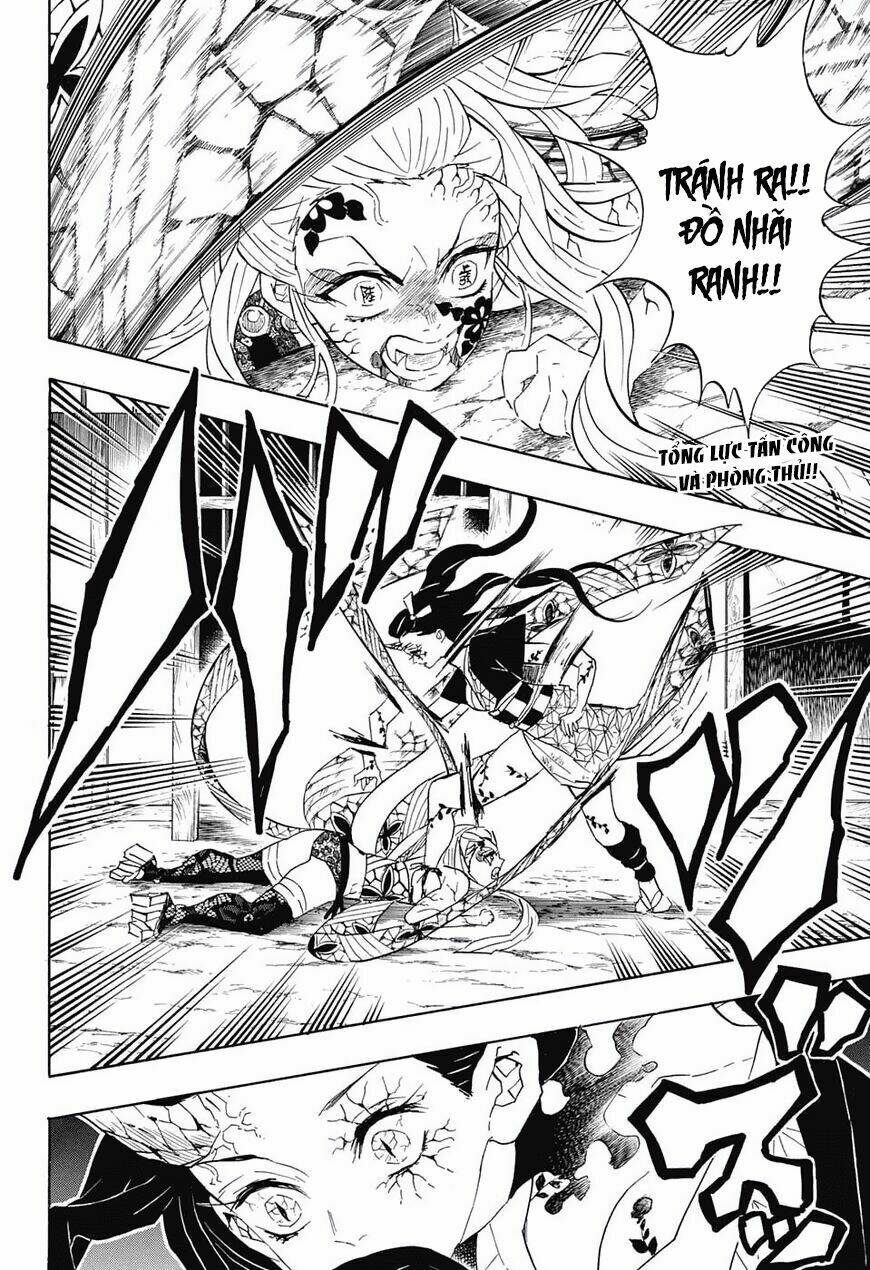 TRÁNH RA!!
ĐỒ NHÃI
RANH!!
TỔNG LỰC TẤN CÔNG
VÀ PHÒNG THỦ!!